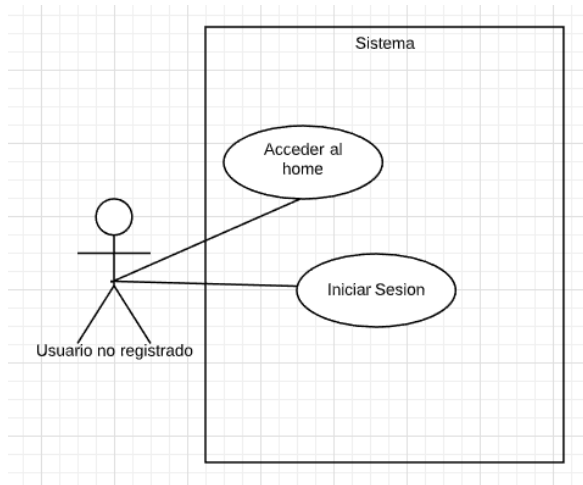 Sistema
Acceder al
home
Iniciar Sesion
Usuario no registrado